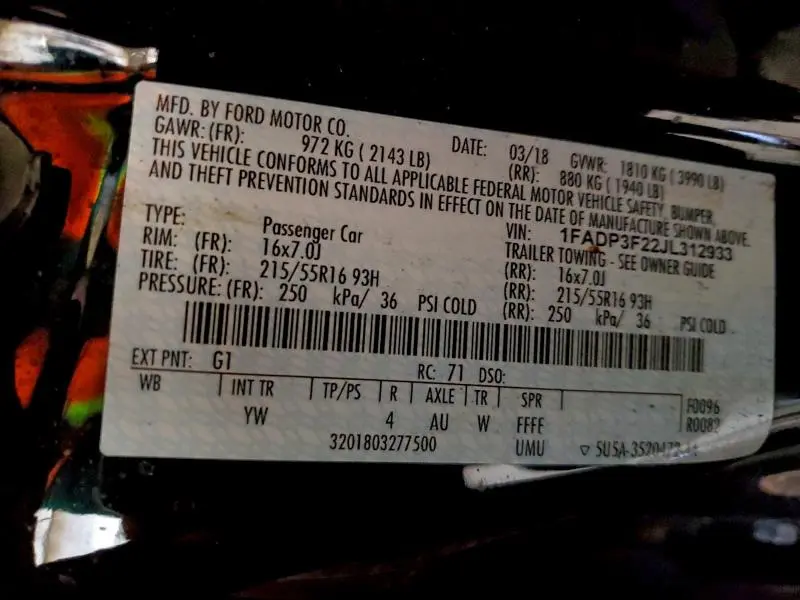 MFD. BY FORD MOTOR CO. DATE: 03/18 GVWR: 1810 KG ( 3990 LB)
GAWR: (FR): 972 KG ( 2143 LB) (RR): 880 KG ( 1940 LB)
THIS VEHICLE CONFORMS TO ALL APPLICABLE FEDERAL MOTOR VEHICLE SAFETY, BUMPER,
AND THEFT PREVENTION STANDARDS IN EFFECT ON THE DATE OF MANUFACTURE SHOWN ABOVE.
VIN: 1FADP3F22JL312933
TYPE: Passenger Car TRAILER TOWING - SEE OWNER GUIDE
RIM: (FR): 16x7.0J (RR): 16x7.0J
TIRE: (FR): 215/55R16 93H (RR): 215/55R16 93H
PRESSURE: (FR): 250 kPa/ 36 PSI COLD (RR): 250 kPa/ 36 PSI COLD
EXT PNT: G1 RC: 71 DSO:
WB INT TR TP/PS R AXLE TR SPR
YW 4 AU W FFFF
F0096
R0082
3201803277500 UMU